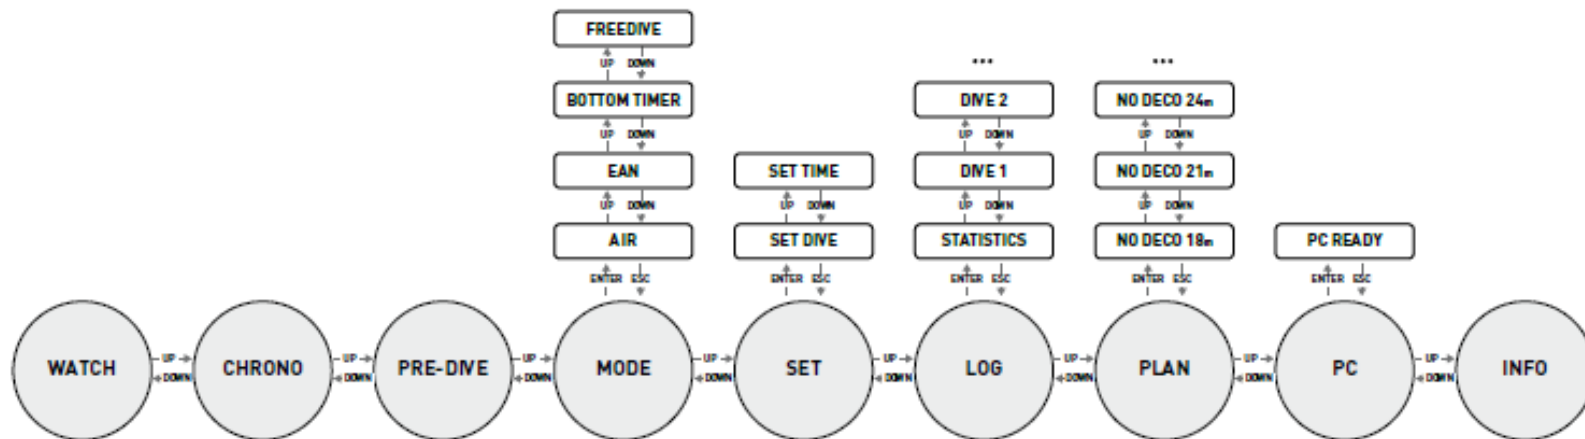 FREEDIVE
UP DOWN
... ...
BOTTOM TIMER DIVE 2 NO DECO 24m
UP DOWN UP DOWN UP DOWN
EAN SET TIME DIVE 1 NO DECO 21m
UP DOWN UP DOWN UP DOWN UP DOWN
AIR SET DIVE STATISTICS NO DECO 18m PC READY
ENTER ESC ENTER ESC ENTER ESC ENTER ESC ENTER ESC
UP UP UP UP UP UP UP UP
WATCH CHRONO PRE-DIVE MODE SET LOG PLAN PC INFO
DOWN DOWN DOWN DOWN DOWN DOWN DOWN DOWN